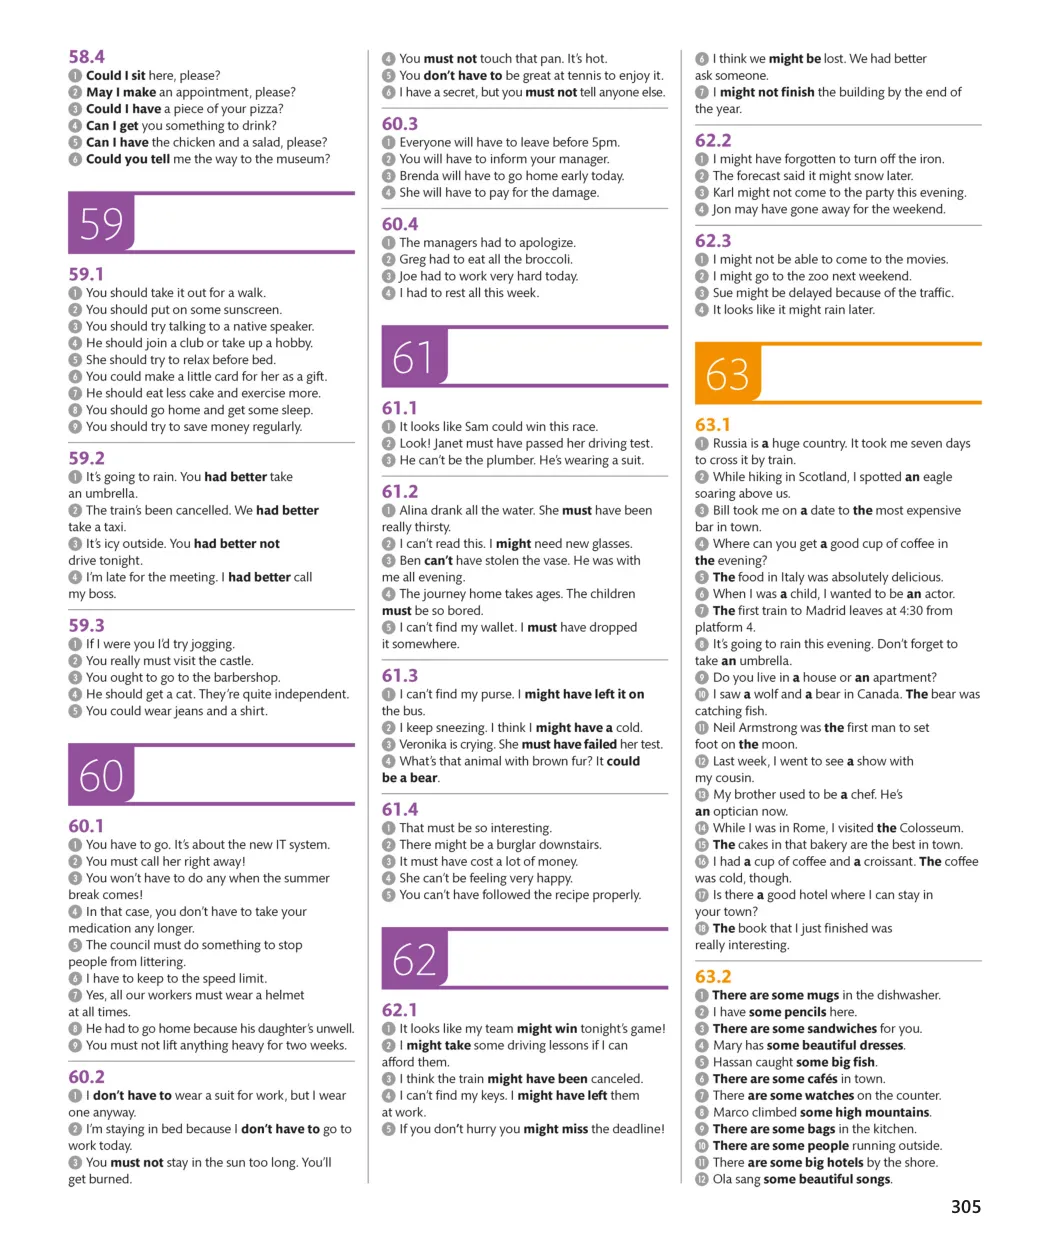 58.4
1 Could I sit here, please?
2 May I make an appointment, please?
3 Could I have a piece of your pizza?
4 Can I get you something to drink?
5 Can I have the chicken and a salad, please?
6 Could you tell me the way to the museum?
59
59.1
1 You should take it out for a walk.
2 You should put on some sunscreen.
3 You should try talking to a native speaker.
4 He should join a club or take up a hobby.
5 She should try to relax before bed.
6 You could make a little card for her as a gift.
7 He should eat less cake and exercise more.
8 You should go home and get some sleep.
9 You should try to save money regularly.
59.2
1 It's going to rain. You had better take
an umbrella.
2 The train's been cancelled. We had better
take a taxi.
3 It's icy outside. You had better not
drive tonight.
4 I'm late for the meeting. I had better call
my boss.
59.3
1 If I were you I'd try jogging.
2 You really must visit the castle.
3 You ought to go to the barbershop.
4 He should get a cat. They're quite independent.
5 You could wear jeans and a shirt.
60
60.1
1 You have to go. It's about the new IT system.
2 You must call her right away!
3 You won't have to do any when the summer
break comes!
4 In that case, you don't have to take your
medication any longer.
5 The council must do something to stop
people from littering.
6 I have to keep to the speed limit.
7 Yes, all our workers must wear a helmet
at all times.
8 He had to go home because his daughter's unwell.
9 You must not lift anything heavy for two weeks.
60.2
1 I don't have to wear a suit for work, but I wear
one anyway.
2 I'm staying in bed because I don't have to go to
work today.
3 You must not stay in the sun too long. You'll
get burned.
4 You must not touch that pan. It's hot.
5 You don't have to be great at tennis to enjoy it.
6 I have a secret, but you must not tell anyone else.
60.3
1 Everyone will have to leave before 5pm.
2 You will have to inform your manager.
3 Brenda will have to go home early today.
4 She will have to pay for the damage.
60.4
1 The managers had to apologize.
2 Greg had to eat all the broccoli.
3 Joe had to work very hard today.
4 I had to rest all this week.
61
61.1
1 It looks like Sam could win this race.
2 Look! Janet must have passed her driving test.
3 He can't be the plumber. He's wearing a suit.
61.2
1 Alina drank all the water. She must have been
really thirsty.
2 I can't read this. I might need new glasses.
3 Ben can't have stolen the vase. He was with
me all evening.
4 The journey home takes ages. The children
must be so bored.
5 I can't find my wallet. I must have dropped
it somewhere.
61.3
1 I can't find my purse. I might have left it on
the bus.
2 I keep sneezing. I think I might have a cold.
3 Veronika is crying. She must have failed her test.
4 What's that animal with brown fur? It could
be a bear.
61.4
1 That must be so interesting.
2 There might be a burglar downstairs.
3 It must have cost a lot of money.
4 She can't be feeling very happy.
5 You can't have followed the recipe properly.
62
62.1
1 It looks like my team might win tonight's game!
2 I might take some driving lessons if I can
afford them.
3 I think the train might have been canceled.
4 I can't find my keys. I might have left them
at work.
5 If you don't hurry you might miss the deadline!
6 I think we might be lost. We had better
ask someone.
7 I might not finish the building by the end of
the year.
62.2
1 I might have forgotten to turn off the iron.
2 The forecast said it might snow later.
3 Karl might not come to the party this evening.
4 Jon may have gone away for the weekend.
62.3
1 I might not be able to come to the movies.
2 I might go to the zoo next weekend.
3 Sue might be delayed because of the traffic.
4 It looks like it might rain later.
63
63.1
1 Russia is a huge country. It took me seven days
to cross it by train.
2 While hiking in Scotland, I spotted an eagle
soaring above us.
3 Bill took me on a date to the most expensive
bar in town.
4 Where can you get a good cup of coffee in
the evening?
5 The food in Italy was absolutely delicious.
6 When I was a child, I wanted to be an actor.
7 The first train to Madrid leaves at 4:30 from
platform 4.
8 It's going to rain this evening. Don't forget to
take an umbrella.
9 Do you live in a house or an apartment?
10 I saw a wolf and a bear in Canada. The bear was
catching fish.
11 Neil Armstrong was the first man to set
foot on the moon.
12 Last week, I went to see a show with
my cousin.
13 My brother used to be a chef. He's
an optician now.
14 While I was in Rome, I visited the Colosseum.
15 The cakes in that bakery are the best in town.
16 I had a cup of coffee and a croissant. The coffee
was cold, though.
17 Is there a good hotel where I can stay in
your town?
18 The book that I just finished was
really interesting.
63.2
1 There are some mugs in the dishwasher.
2 I have some pencils here.
3 There are some sandwiches for you.
4 Mary has some beautiful dresses.
5 Hassan caught some big fish.
6 There are some cafés in town.
7 There are some watches on the counter.
8 Marco climbed some high mountains.
9 There are some bags in the kitchen.
10 There are some people running outside.
11 There are some big hotels by the shore.
12 Ola sang some beautiful songs.
305